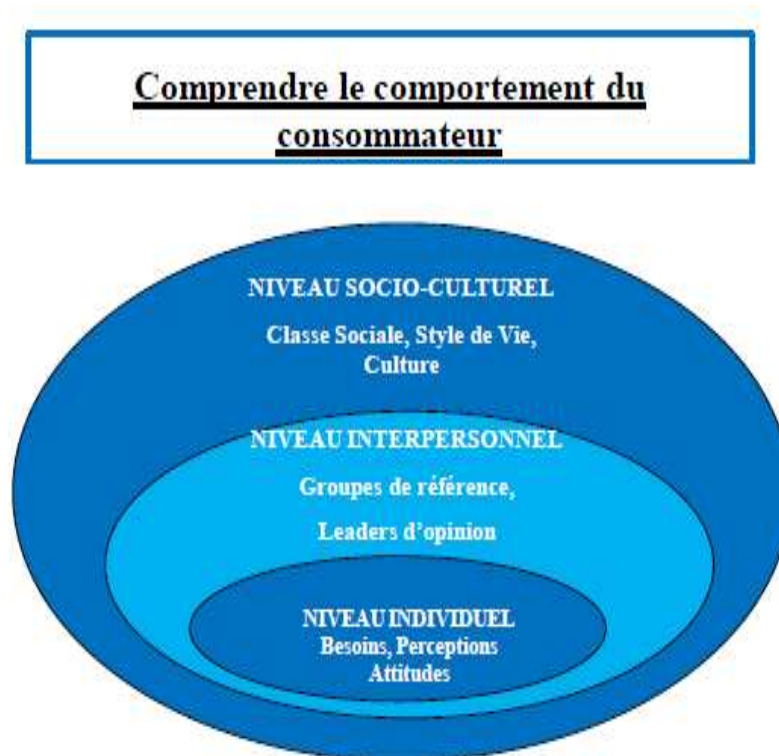 Comprendre le comportement du
consommateur
NIVEAU SOCIO-CULTUREL
Classe Sociale, Style de Vie,
Culture
NIVEAU INTERPERSONNEL
Groupes de référence,
Leaders d'opinion
NIVEAU INDIVIDUEL
Besoins, Perceptions
Attitudes